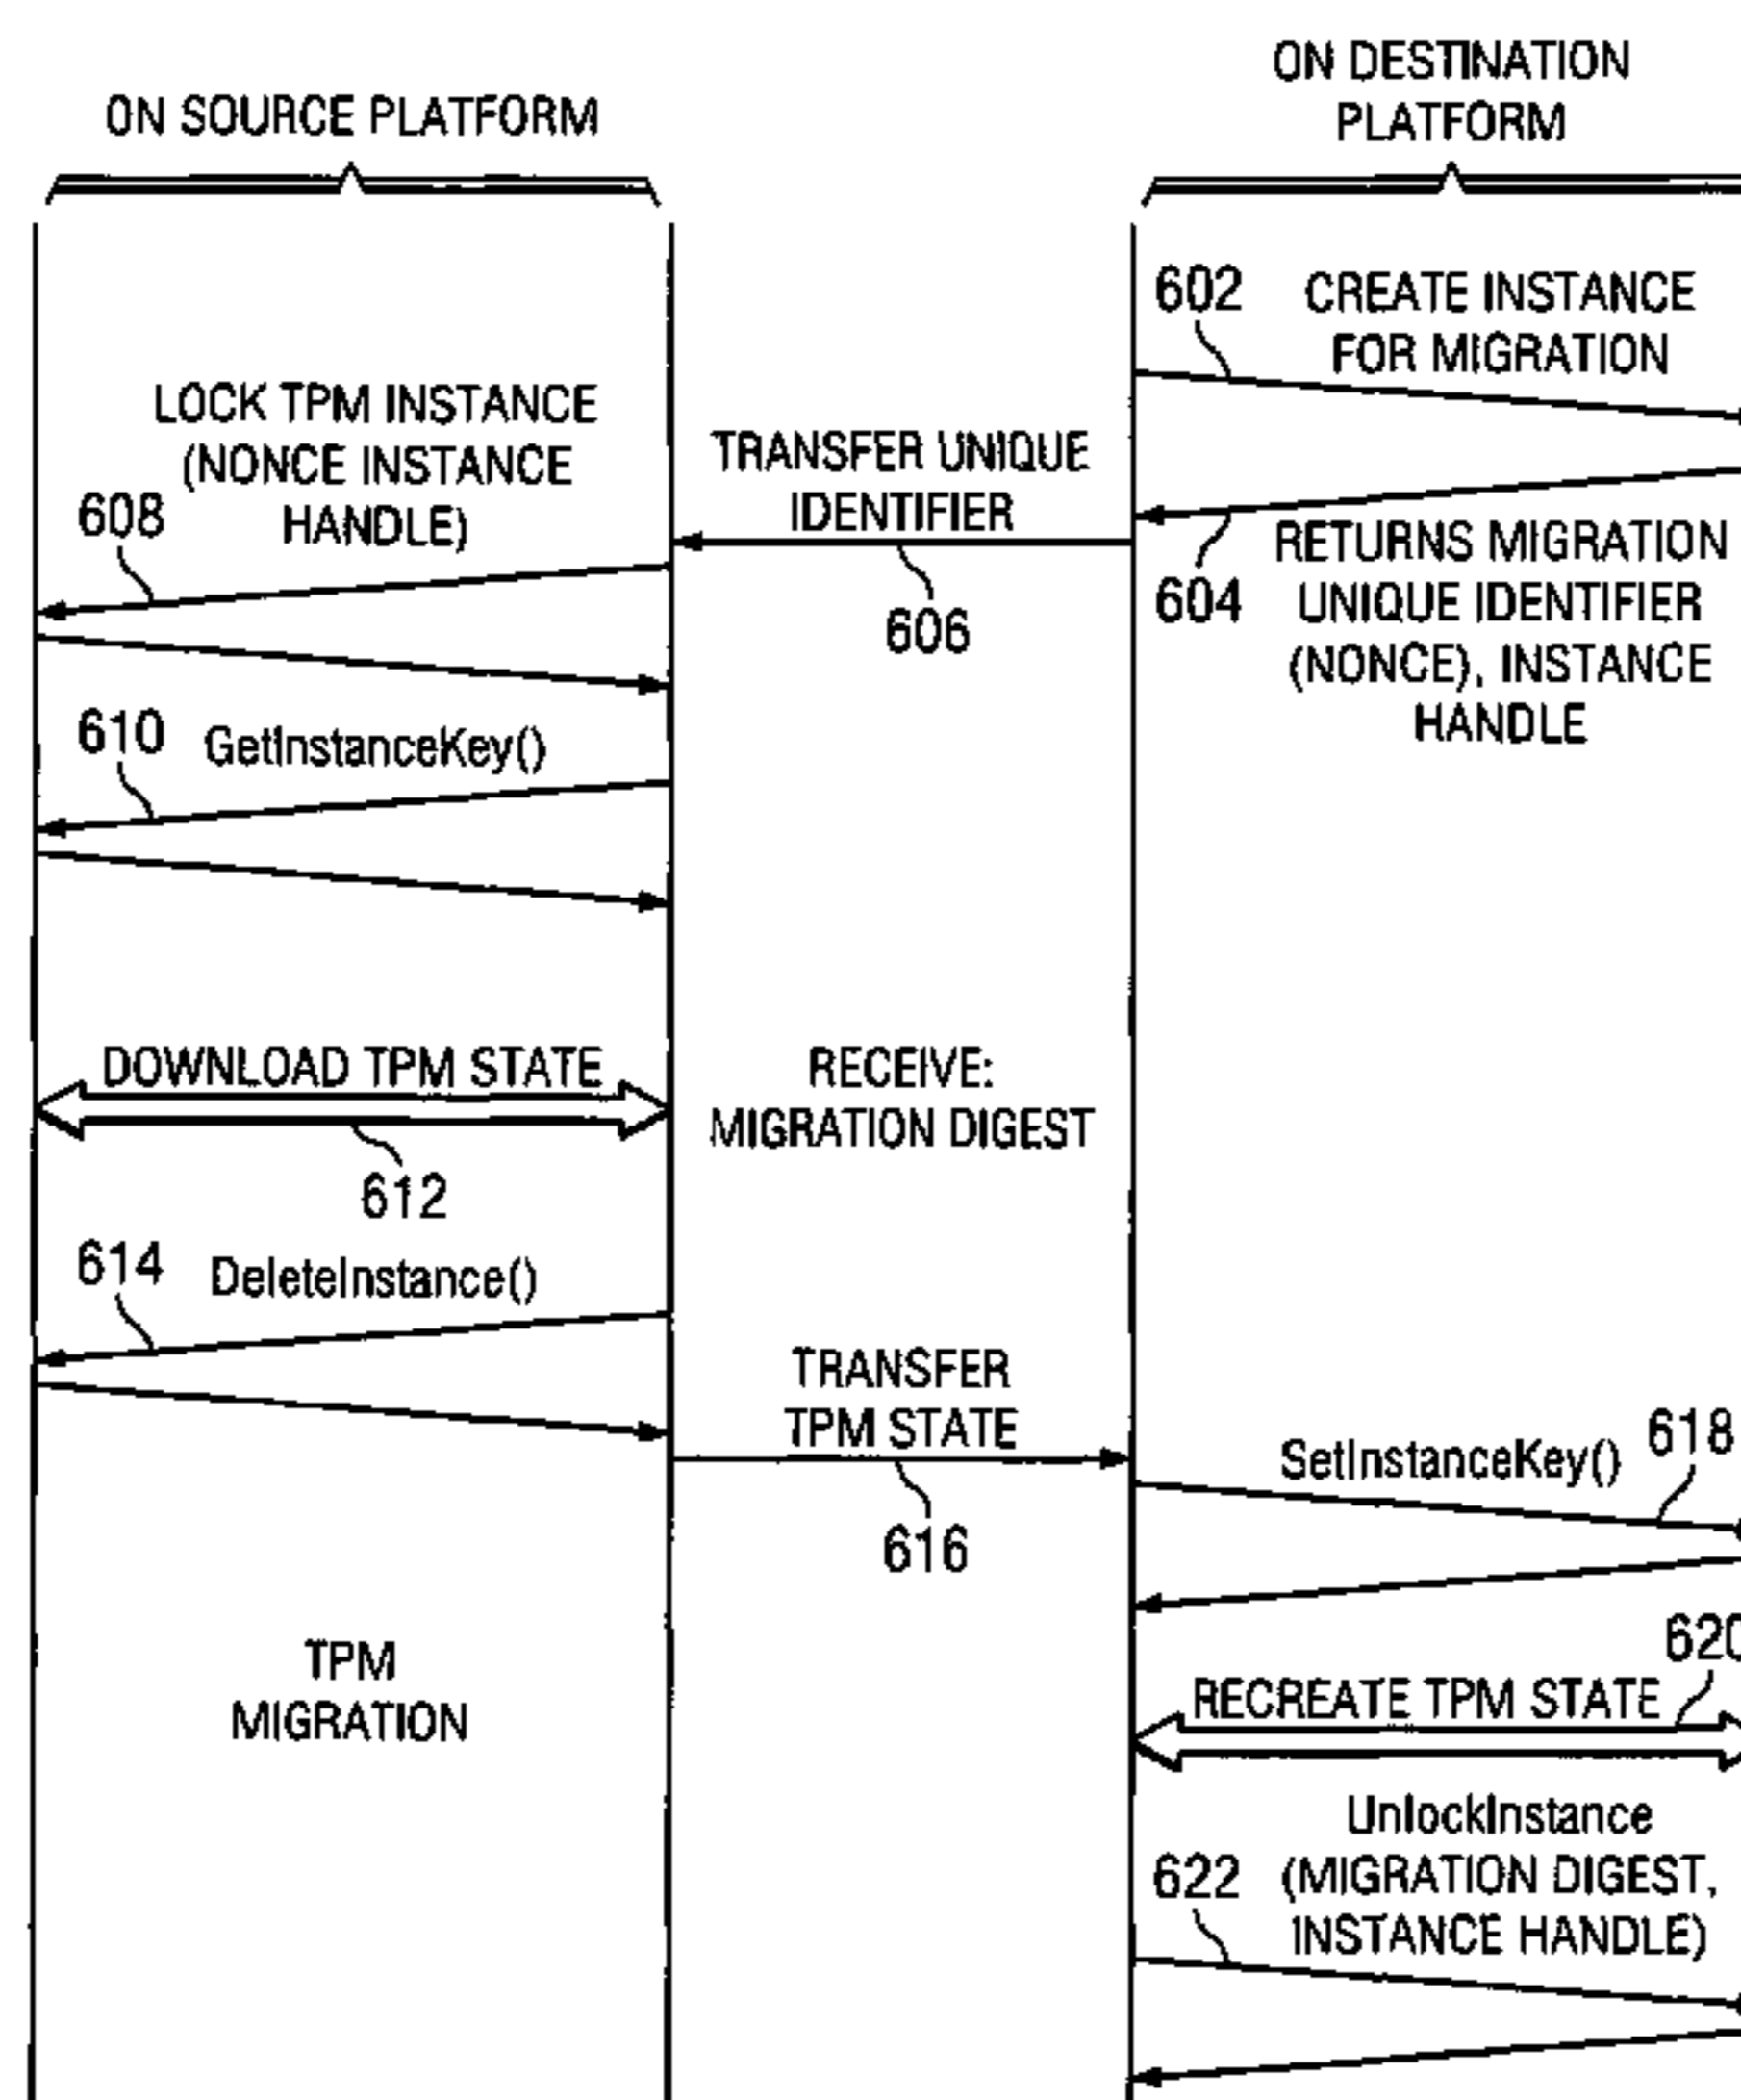 ON SOURCE PLATFORM
ON DESTINATION
PLATFORM
602
CREATE INSTANCE
FOR MIGRATION
LOCK TPM INSTANCE
(NONCE INSTANCE
HANDLE)
608
TRANSFER UNIQUE
IDENTIFIER
606
604
RETURNS MIGRATION
UNIQUE IDENTIFIER
(NONCE), INSTANCE
HANDLE
610
GetInstanceKey()
DOWNLOAD TPM STATE
612
RECEIVE:
MIGRATION DIGEST
614
DeleteInstance()
TRANSFER
TPM STATE
616
SetInstanceKey()
618
TPM
MIGRATION
620
RECREATE TPM STATE
UnlockInstance
(MIGRATION DIGEST,
INSTANCE HANDLE)
622